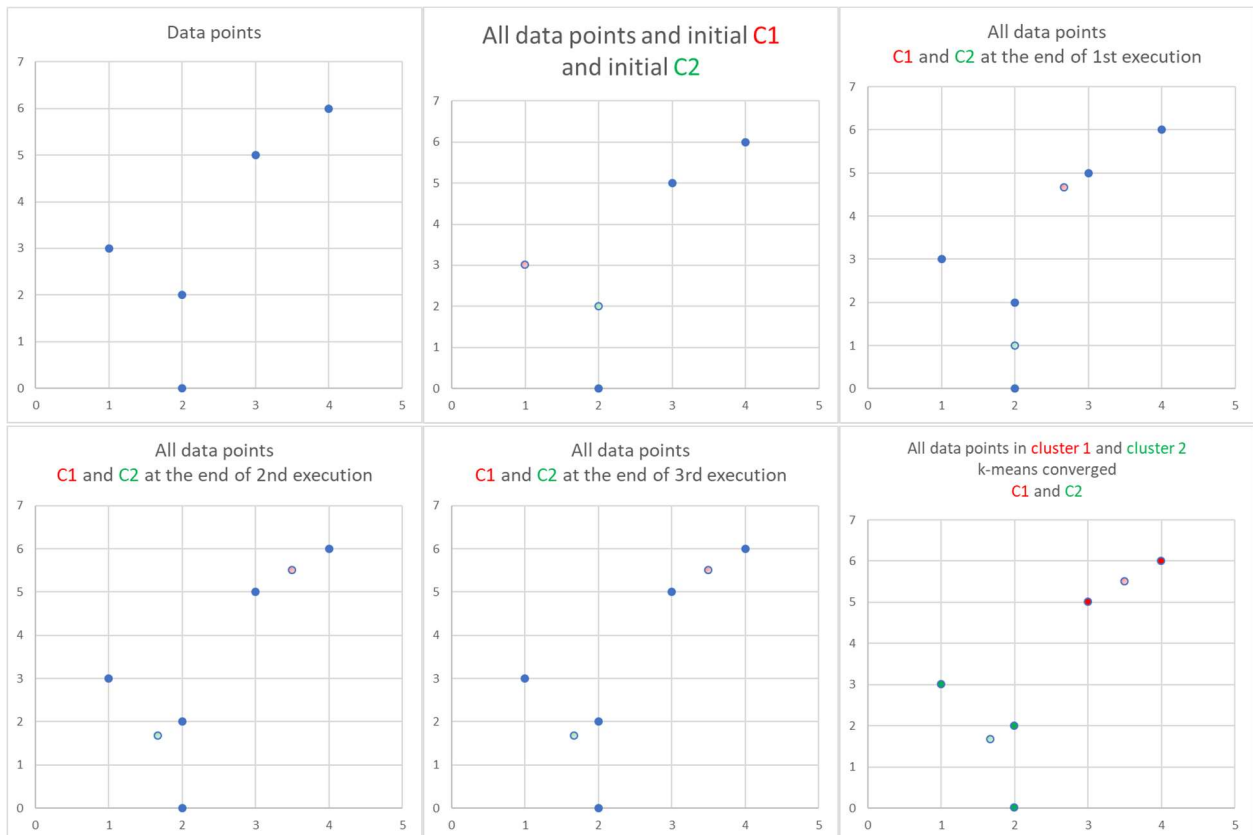 Data points
7
6
5
4
3
2
1
0
0 1 2 3 4 5
All data points and initial C1
and initial C2
7
6
5
4
3
2
1
0
0 1 2 3 4 5
All data points
C1 and C2 at the end of 1st execution
7
6
5
4
3
2
1
0
0 1 2 3 4 5
All data points
C1 and C2 at the end of 2nd execution
7
6
5
4
3
2
1
0
0 1 2 3 4 5
All data points
C1 and C2 at the end of 3rd execution
7
6
5
4
3
2
1
0
0 1 2 3 4 5
All data points in cluster 1 and cluster 2
k-means converged
C1 and C2
7
6
5
4
3
2
1
0
0 1 2 3 4 5